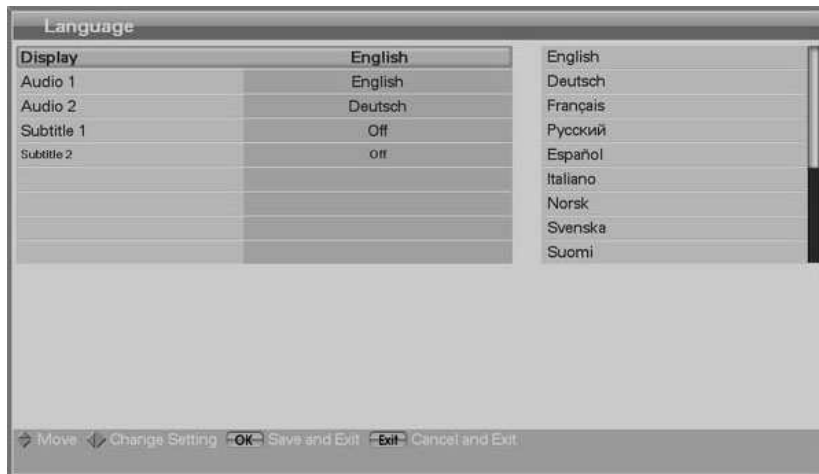 Language
Display English
Audio 1 English
Audio 2 Deutsch
Subtitle 1 Off
Subtitle 2 Off
English
Deutsch
Français
Русский
Español
Italiano
Norsk
Svenska
Suomi
Move Change Setting OK Save and Exit Exit Cancel and Exit